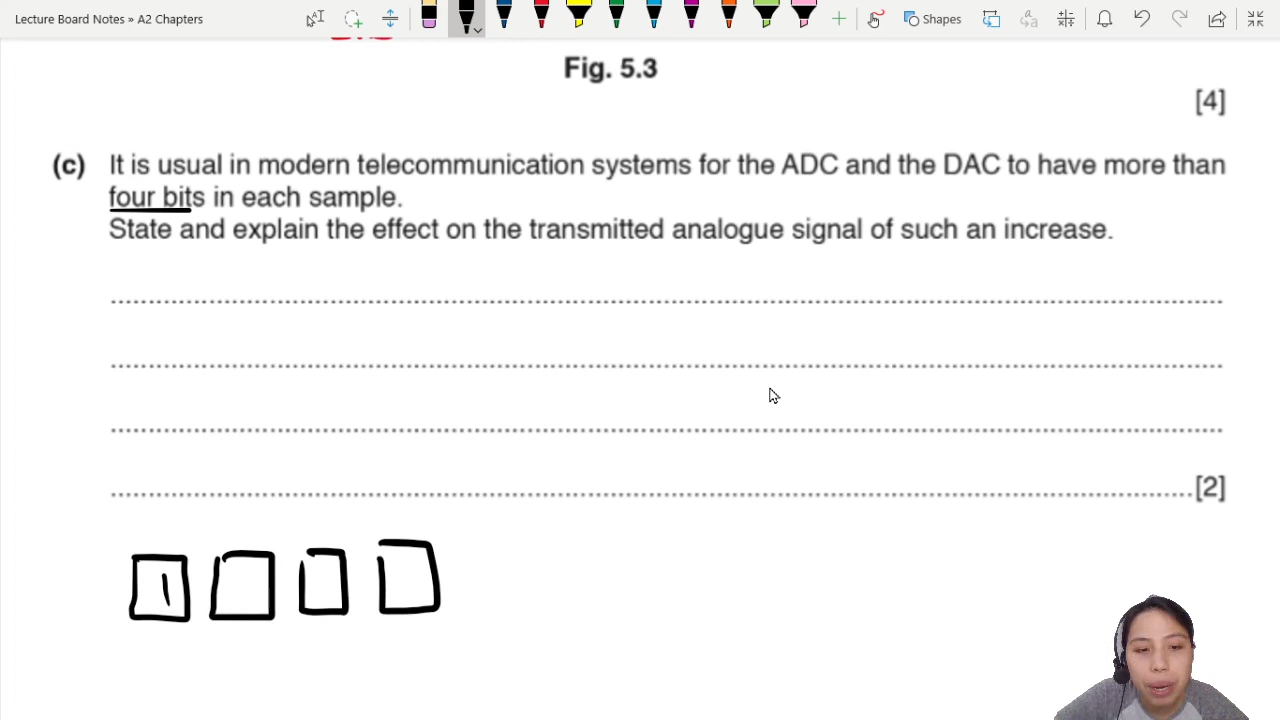 Lecture Board Notes » A2 Chapters
Shapes
Fig. 5.3
[4]
(c) It is usual in modern telecommunication systems for the ADC and the DAC to have more than
four bits in each sample.
State and explain the effect on the transmitted analogue signal of such an increase.
[2]
1